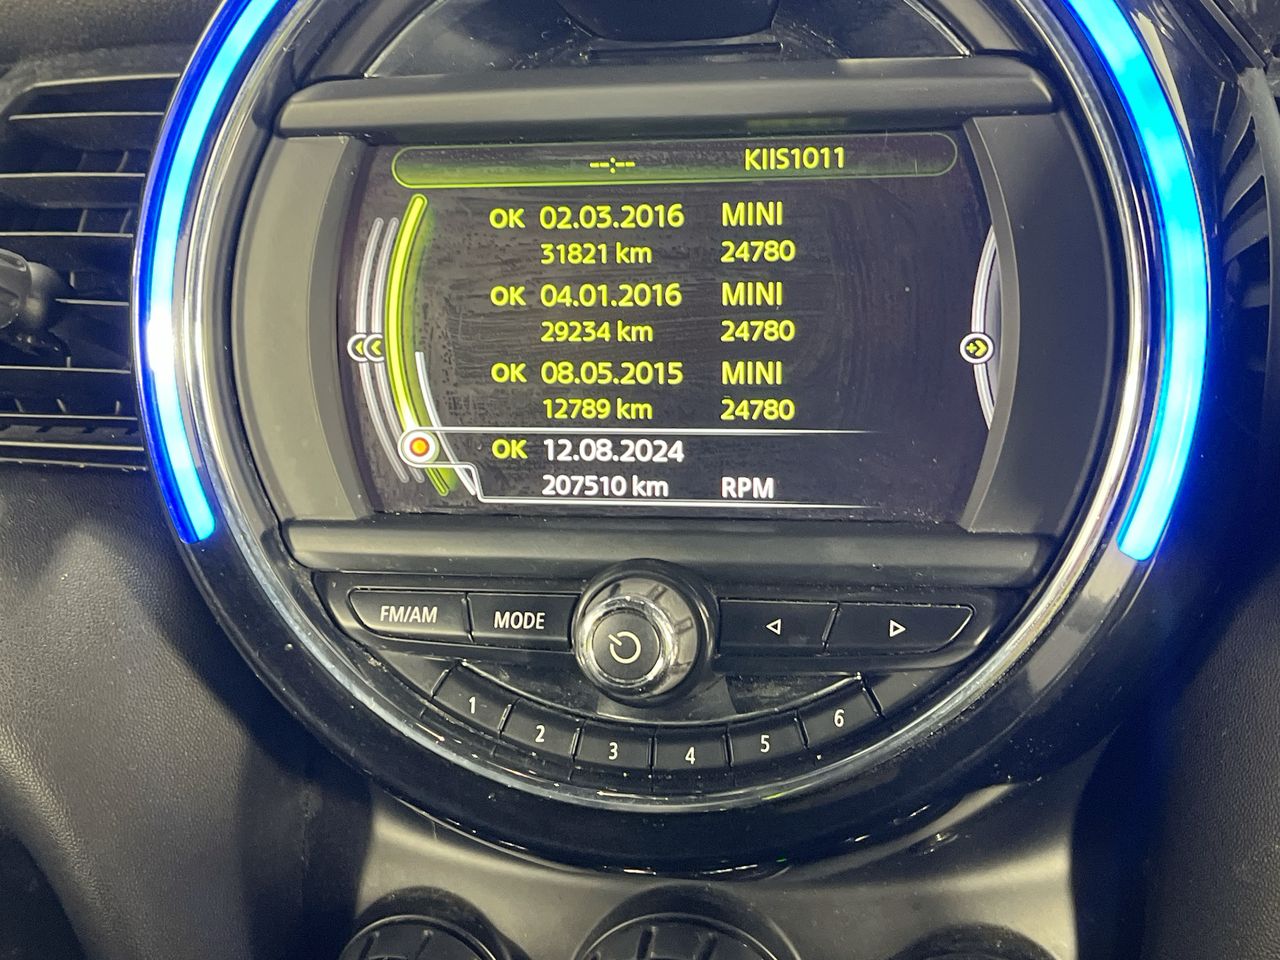 --:-- KIIS1011
OK 02.03.2016 MINI
31821 km 24780
OK 04.01.2016 MINI
29234 km 24780
OK 08.05.2015 MINI
12789 km 24780
OK 12.08.2024
207510 km RPM
FM/AM MODE
1 2 3 4 5 6